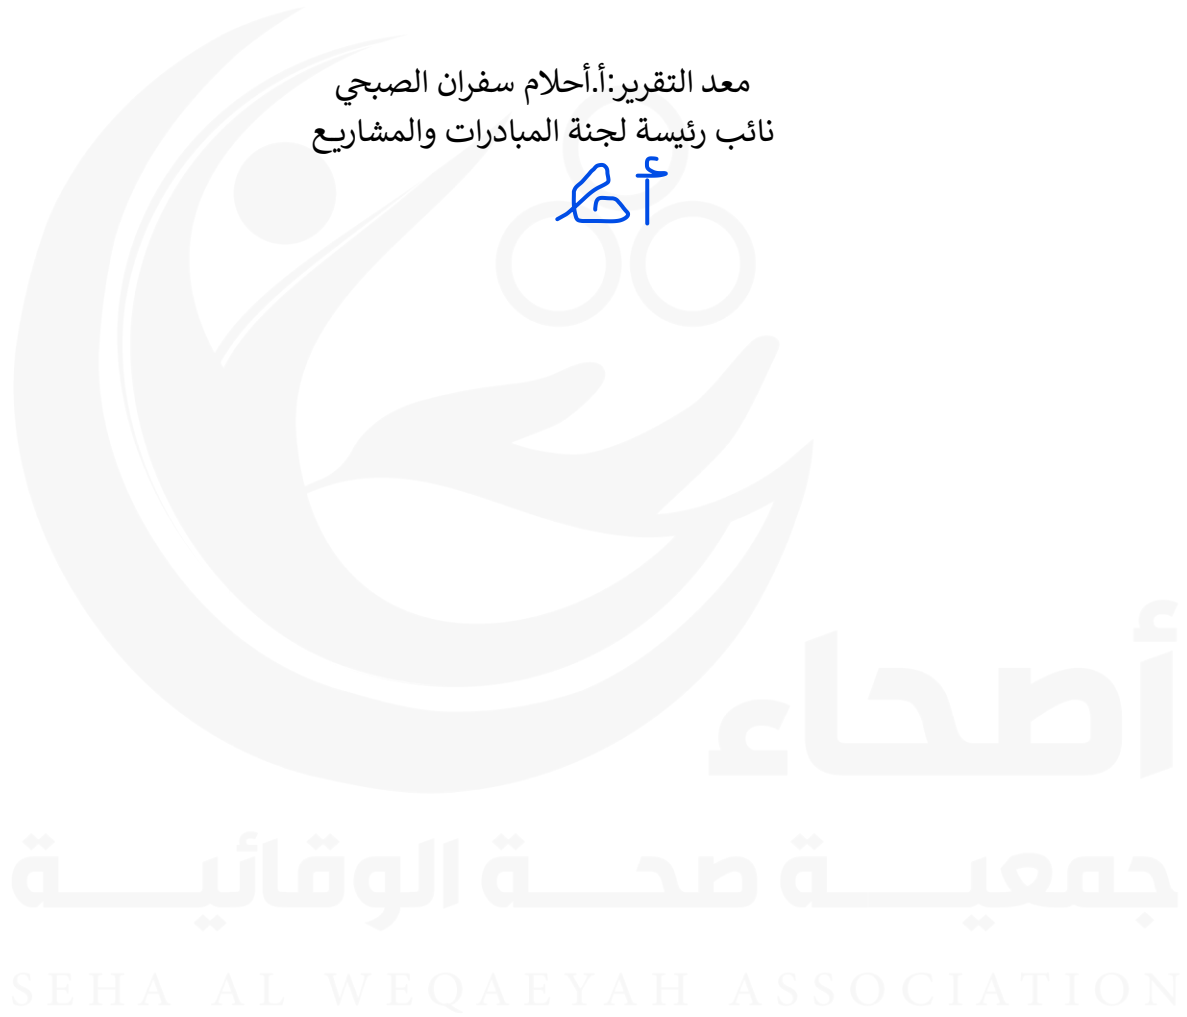 معد التقرير:أ.أحلام سفران الصبحي
نائب رئيسة لجنة المبادرات والمشاريع
أصحاء
جمعية صحة الوقائية
SEHA AL WEQAEYAH ASSOCIATION